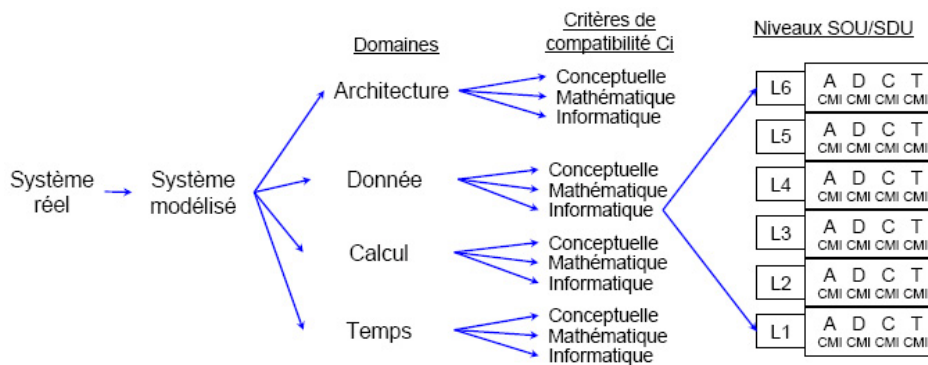 Domaines
Critères de
compatibilité Ci
Niveaux SOU/SDU
Système
réel
Système
modélisé
Architecture
Conceptuelle
Mathématique
Informatique
Donnée
Conceptuelle
Mathématique
Informatique
Calcul
Conceptuelle
Mathématique
Informatique
Temps
Conceptuelle
Mathématique
Informatique
L6 A D C T
CMI CMI CMI CMI
L5 A D C T
CMI CMI CMI CMI
L4 A D C T
CMI CMI CMI CMI
L3 A D C T
CMI CMI CMI CMI
L2 A D C T
CMI CMI CMI CMI
L1 A D C T
CMI CMI CMI CMI